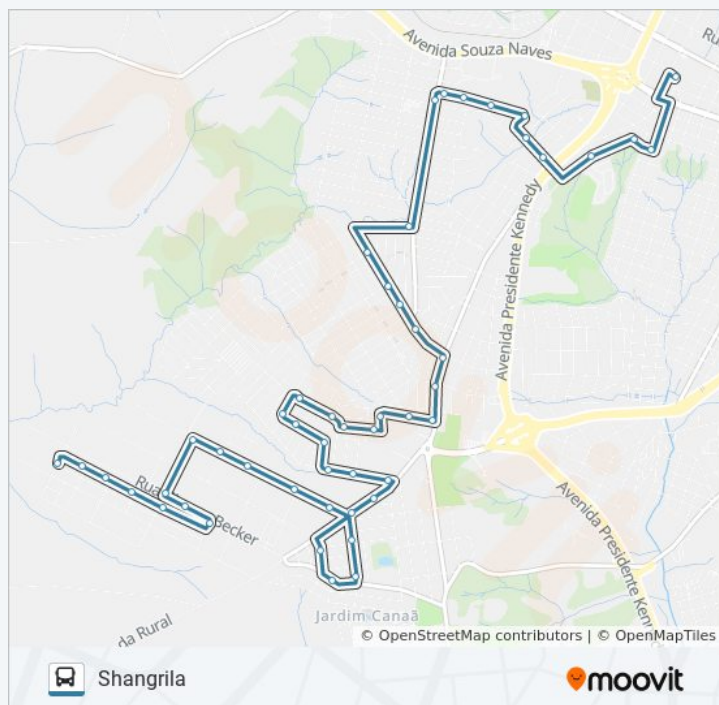 Avenida Souza Naves
Ru
Avenida Presidente Kennedy
Rua
Becker
Avenida Presidente Kenn
Jardim Canaã
da Rural
© OpenStreetMap contributors | © OpenMapTiles
Shangrila
moovit